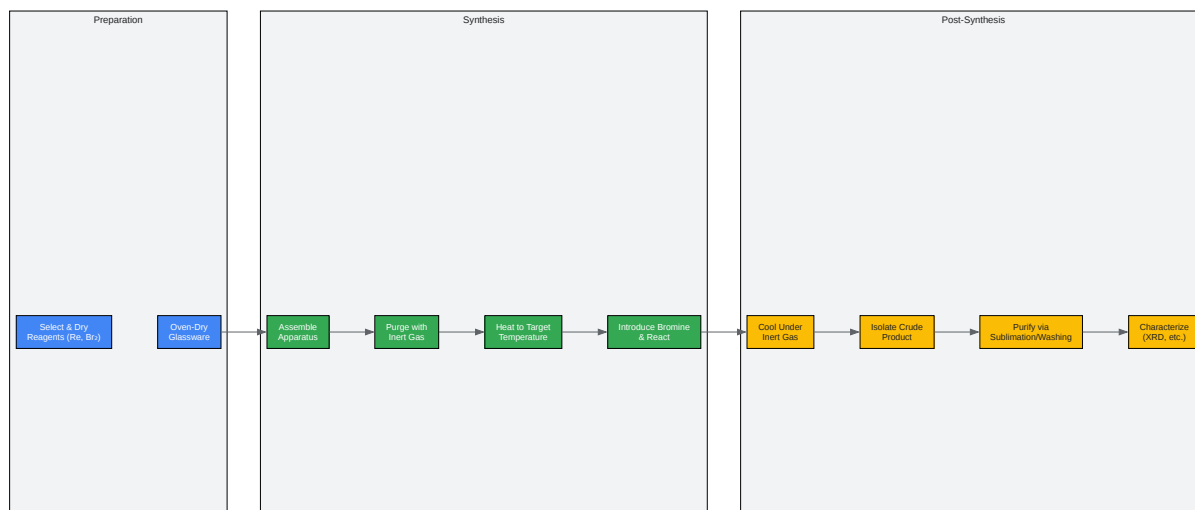 Preparation
Synthesis
Post-Synthesis
Select & Dry
Reagents (Re, Br₂)
Oven-Dry
Glassware
Assemble
Apparatus
Purge with
Inert Gas
Heat to Target
Temperature
Introduce Bromine
& React
Cool Under
Inert Gas
Isolate Crude
Product
Purify via
Sublimation/Washing
Characterize
(XRD, etc.)